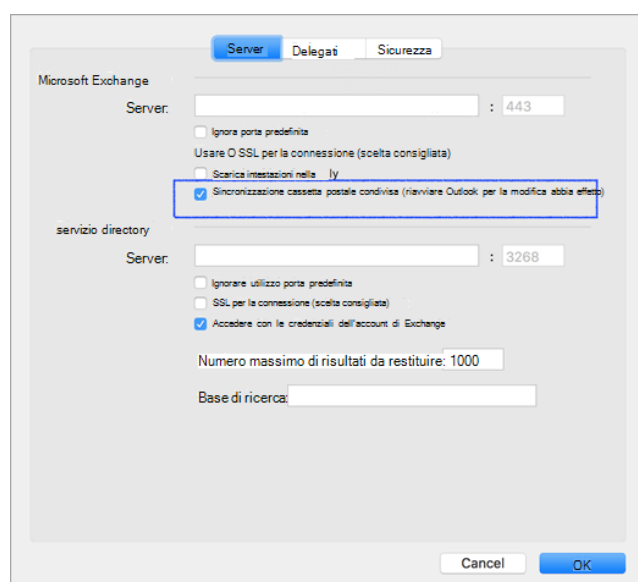 Server Delegati Sicurezza
Microsoft Exchange
Server: : 443
Ignora porta predefinita
Usare O SSL per la connessione (scelta consigliata)
Scarica intestazioni nella ly
Sincronizzazione cassetta postale condivisa (riavviare Outlook per la modifica abbia effetto)
servizio directory
Server: : 3268
Ignorare utilizzo porta predefinita
SSL per la connessione (scelta consigliata)
Accedere con le credenziali dell'account di Exchange
Numero massimo di risultati da restituire: 1000
Base di ricerca:
Cancel OK